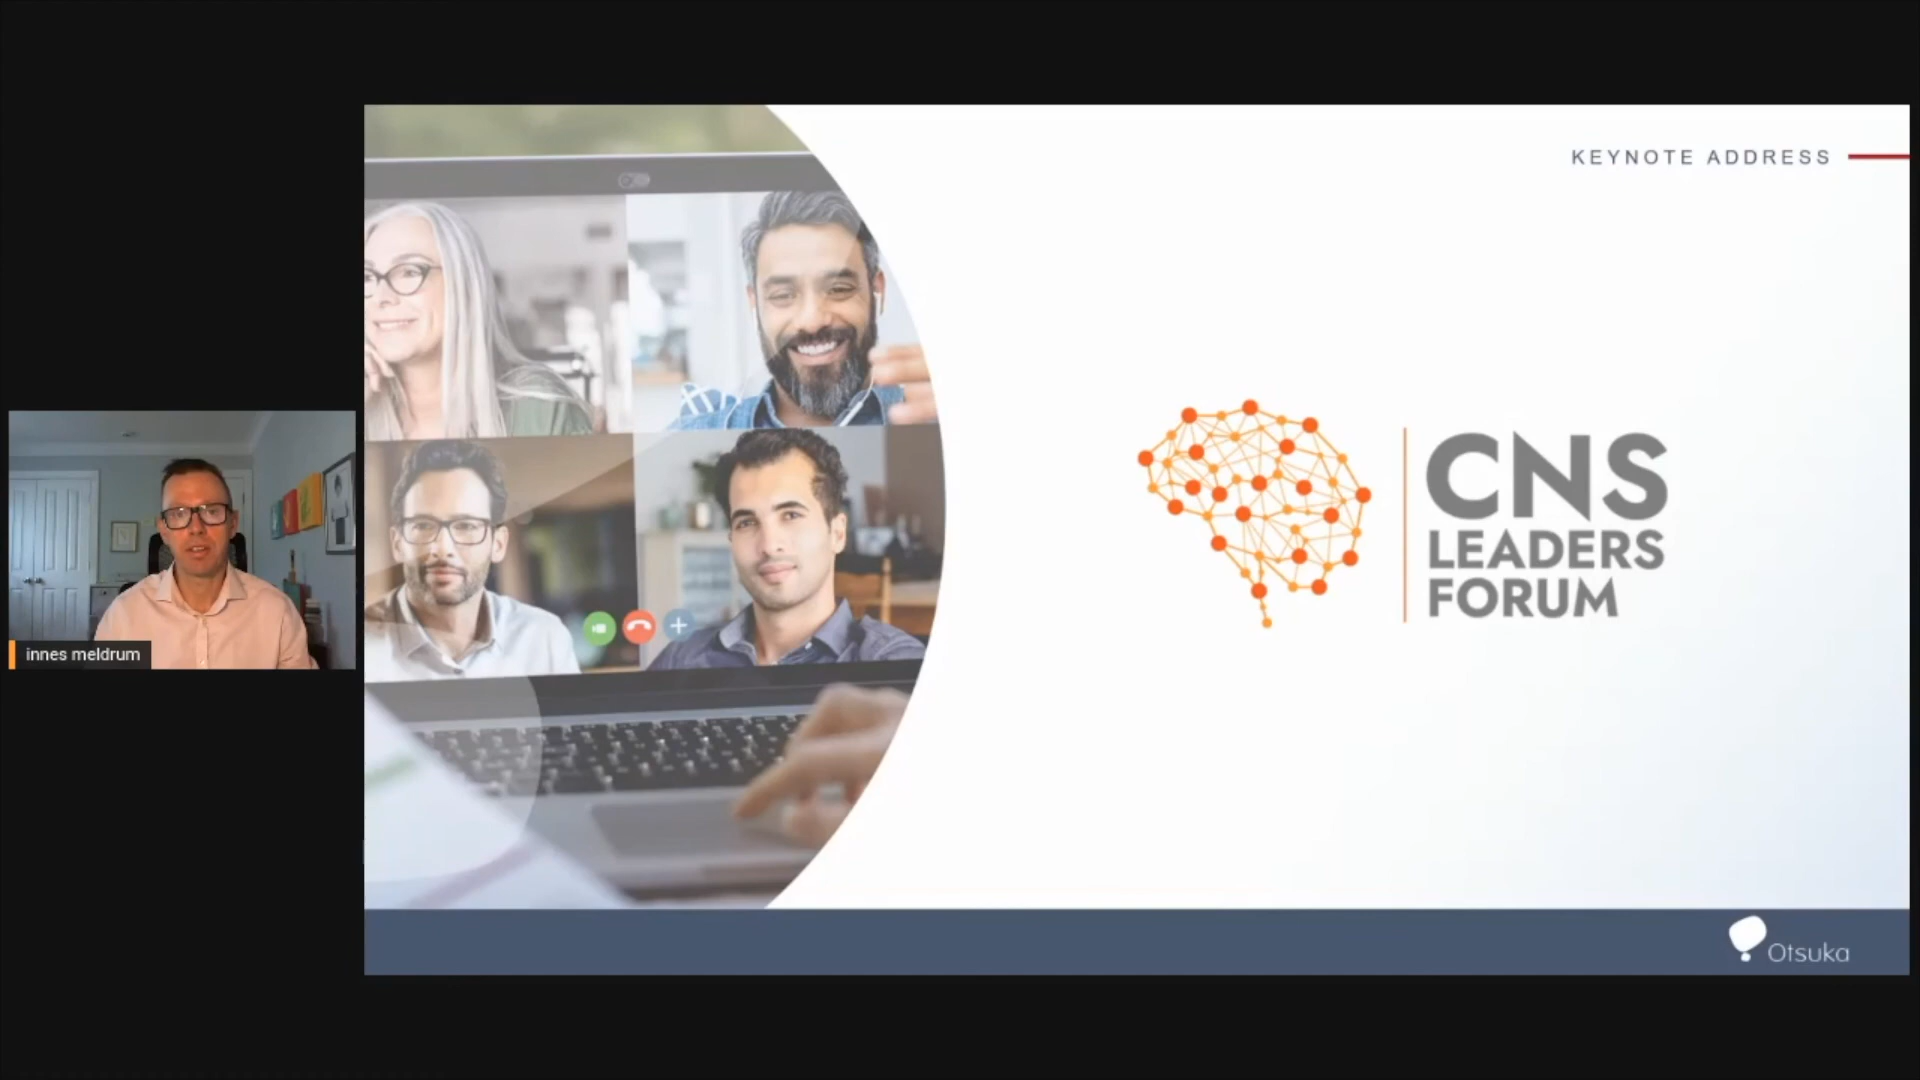 KEYNOTE ADDRESS
CNS
LEADERS
FORUM
innes meldrum
Otsuka